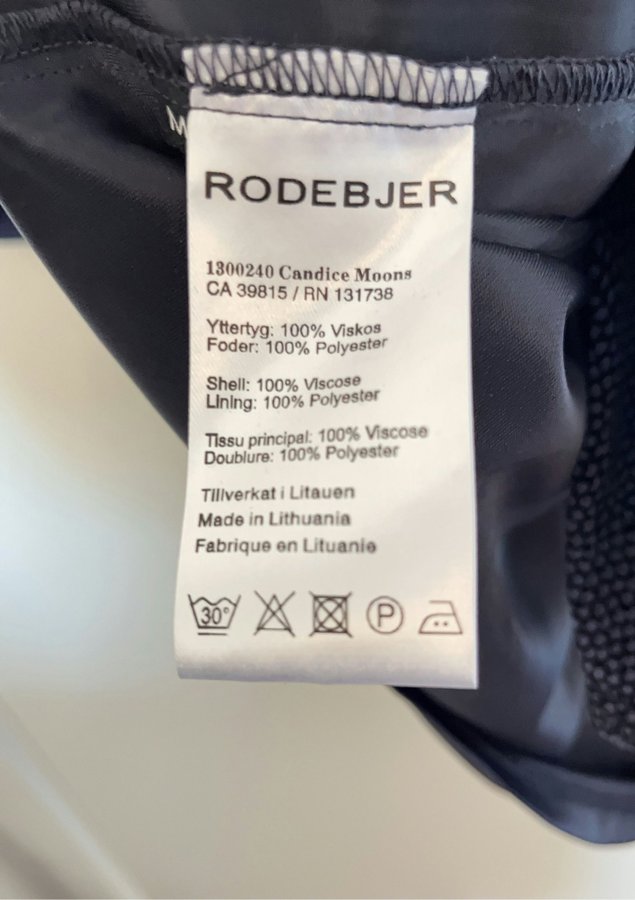 M
RODEBJER
1300240 Candice Moons
CA 39815 / RN 131738
Yttertyg: 100% Viskos
Foder: 100% Polyester
Shell: 100% Viscose
Lining: 100% Polyester
Tissu principal: 100% Viscose
Doublure: 100% Polyester
Tillverkat i Litauen
Made in Lithuania
Fabrique en Lituanie
30° P